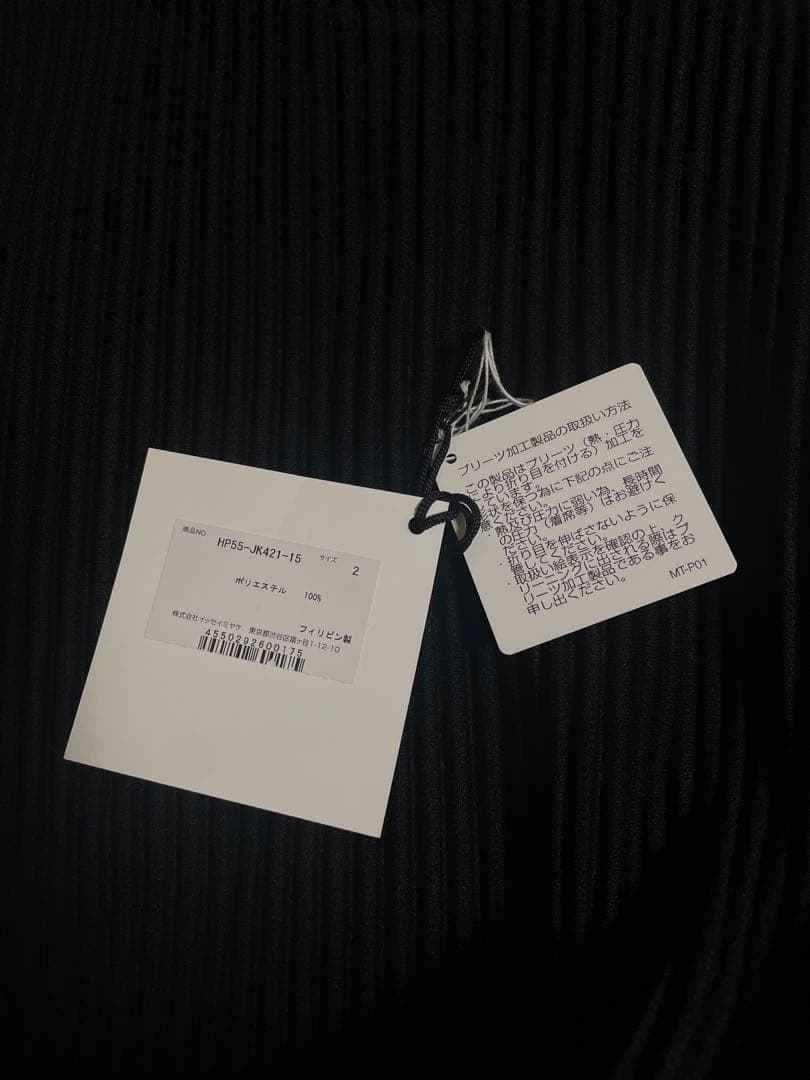 商品NO.
HP55-JK421-15 サイズ 2
ポリエステル 100%
フィリピン製
株式会社イッセイミヤケ 東京都渋谷区富ヶ谷1-12-10
4550292600175
プリーツ加工製品の取扱い方法
この製品はプリーツ（熱・圧力
により折り目を付ける）加工を
しています。
形状を保つ為に下記の点にご注
意ください。
・熱及び圧力に弱い為、長時間
の圧力（着席等）はお避けく
ださい。
・折り目を伸ばさないように保
管してください。
・取扱い絵表示を確認の上、ク
リーニングに出される際はプ
リーツ加工製品である事をお
申し出ください。
MT-P01